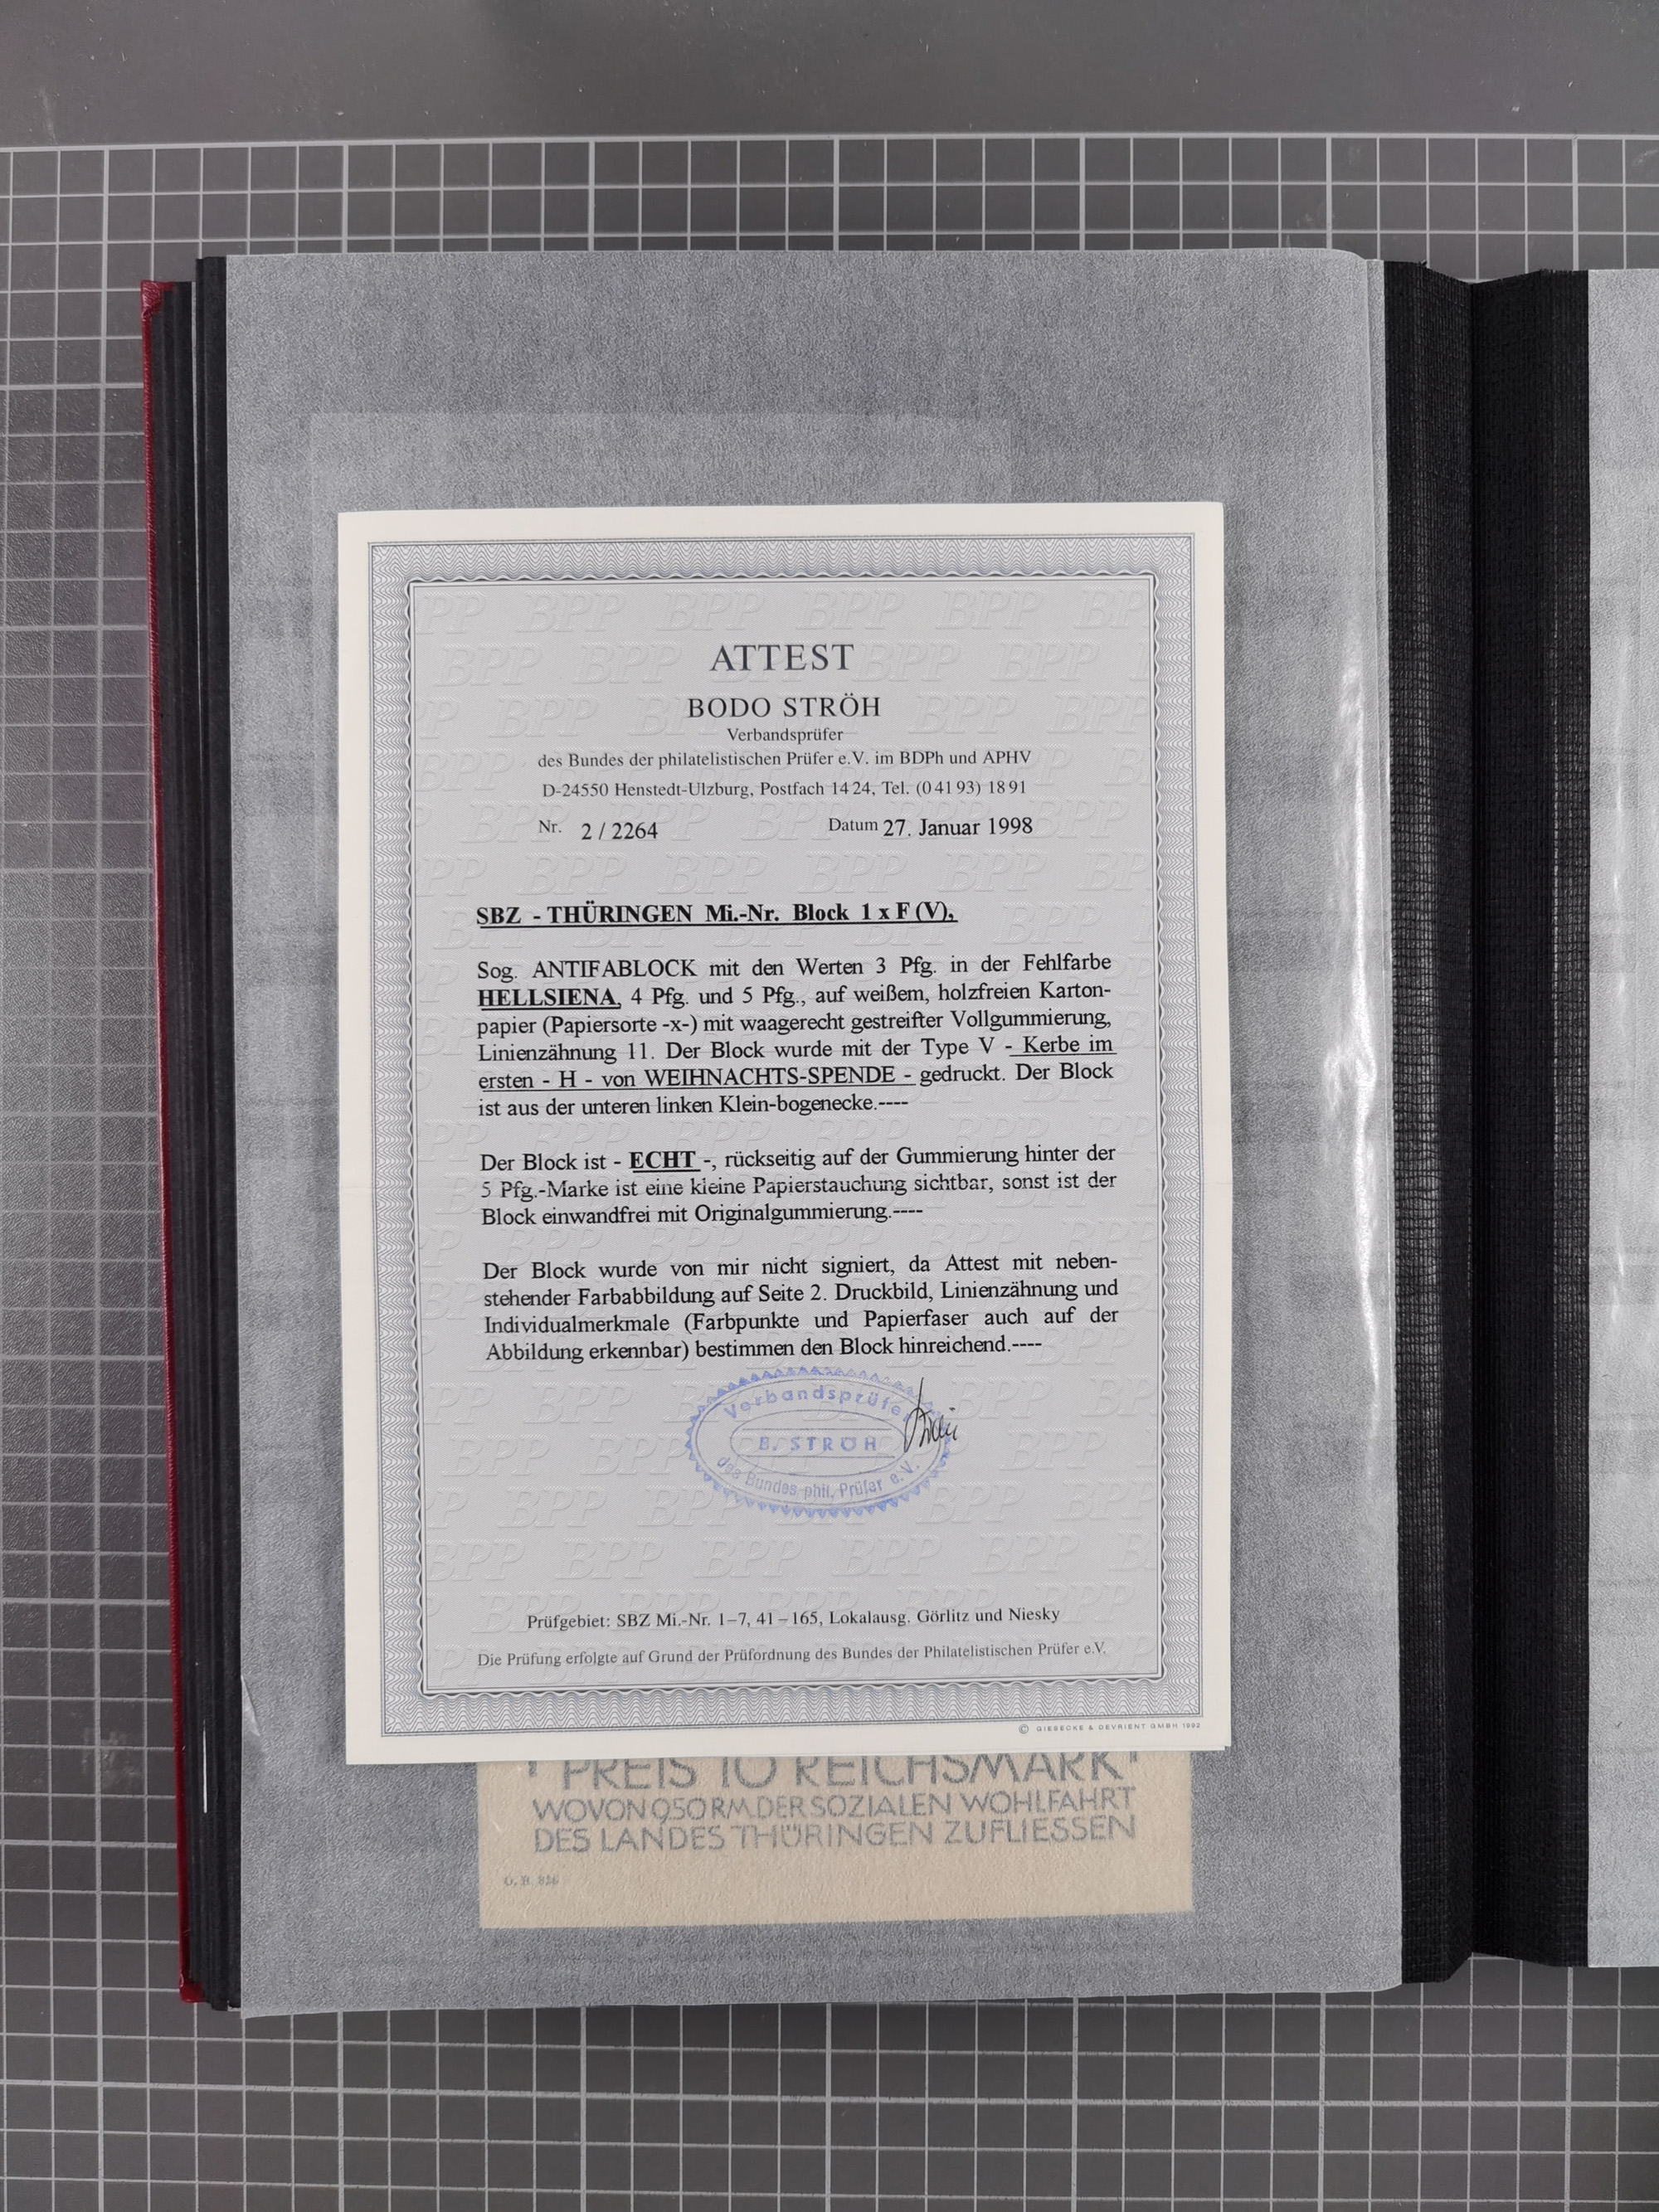 ATTEST
BODO STRÖH
Verbandsprüfer
des Bundes der philatelistischen Prüfer e.V. im BDPh und APHV
D-24550 Henstedt-Ulzburg, Postfach 14 24, Tel. (0 41 93) 18 91
Nr. 2 / 2264 Datum 27. Januar 1998
SBZ - THÜRINGEN Mi.-Nr. Block 1 x F (V),
Sog. ANTIFABLOCK mit den Werten 3 Pfg. in der Fehlfarbe
HELLSIENA, 4 Pfg. und 5 Pfg., auf weißem, holzfreien Karton-
papier (Papiersorte -x-) mit waagerecht gestreifter Vollgummierung,
Linienzähnung 11. Der Block wurde mit der Type V - Kerbe im
ersten - H - von WEIHNACHTS-SPENDE - gedruckt. Der Block
ist aus der unteren linken Klein-bogenecke.----
Der Block ist - ECHT -, rückseitig auf der Gummierung hinter der
5 Pfg.-Marke ist eine kleine Papierstauchung sichtbar, sonst ist der
Block einwandfrei mit Originalgummierung.----
Der Block wurde von mir nicht signiert, da Attest mit neben-
stehender Farbabbildung auf Seite 2. Druckbild, Linienzähnung und
Individualmerkmale (Farbpunkte und Papierfaser auch auf der
Abbildung erkennbar) bestimmen den Block hinreichend.----
Verbandsprüfer
B. STRÖH
des Bundes phil. Prüfer e.V.
Prüfgebiet: SBZ Mi.-Nr. 1–7, 41–165, Lokalausg. Görlitz und Niesky
Die Prüfung erfolgte auf Grund der Prüfordnung des Bundes der Philatelistischen Prüfer e.V.
© GIESECKE & DEVRIENT GMBH 1992
PREIS 10 REICHSMARK
WOVON 9,50 RM. DER SOZIALEN WOHLFAHRT
DES LANDES THÜRINGEN ZUFLIESSEN